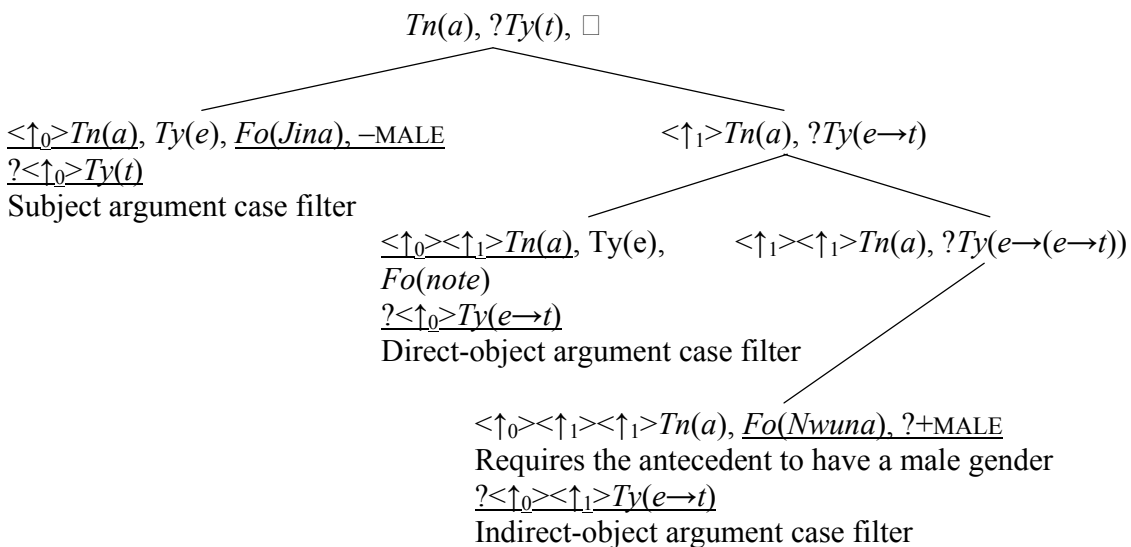 Tn(a), ?Ty(t), □
<↑₀>Tn(a), Ty(e), Fo(Jina), –MALE
?<↑₀>Ty(t)
Subject argument case filter
<↑₁>Tn(a), ?Ty(e→t)
<↑₀><↑₁>Tn(a), Ty(e),
Fo(note)
?<↑₀>Ty(e→t)
Direct-object argument case filter
<↑₁><↑₁>Tn(a), ?Ty(e→(e→t))
<↑₀><↑₁><↑₁>Tn(a), Fo(Nwuna), ?+MALE
Requires the antecedent to have a male gender
?<↑₀><↑₁>Ty(e→t)
Indirect-object argument case filter